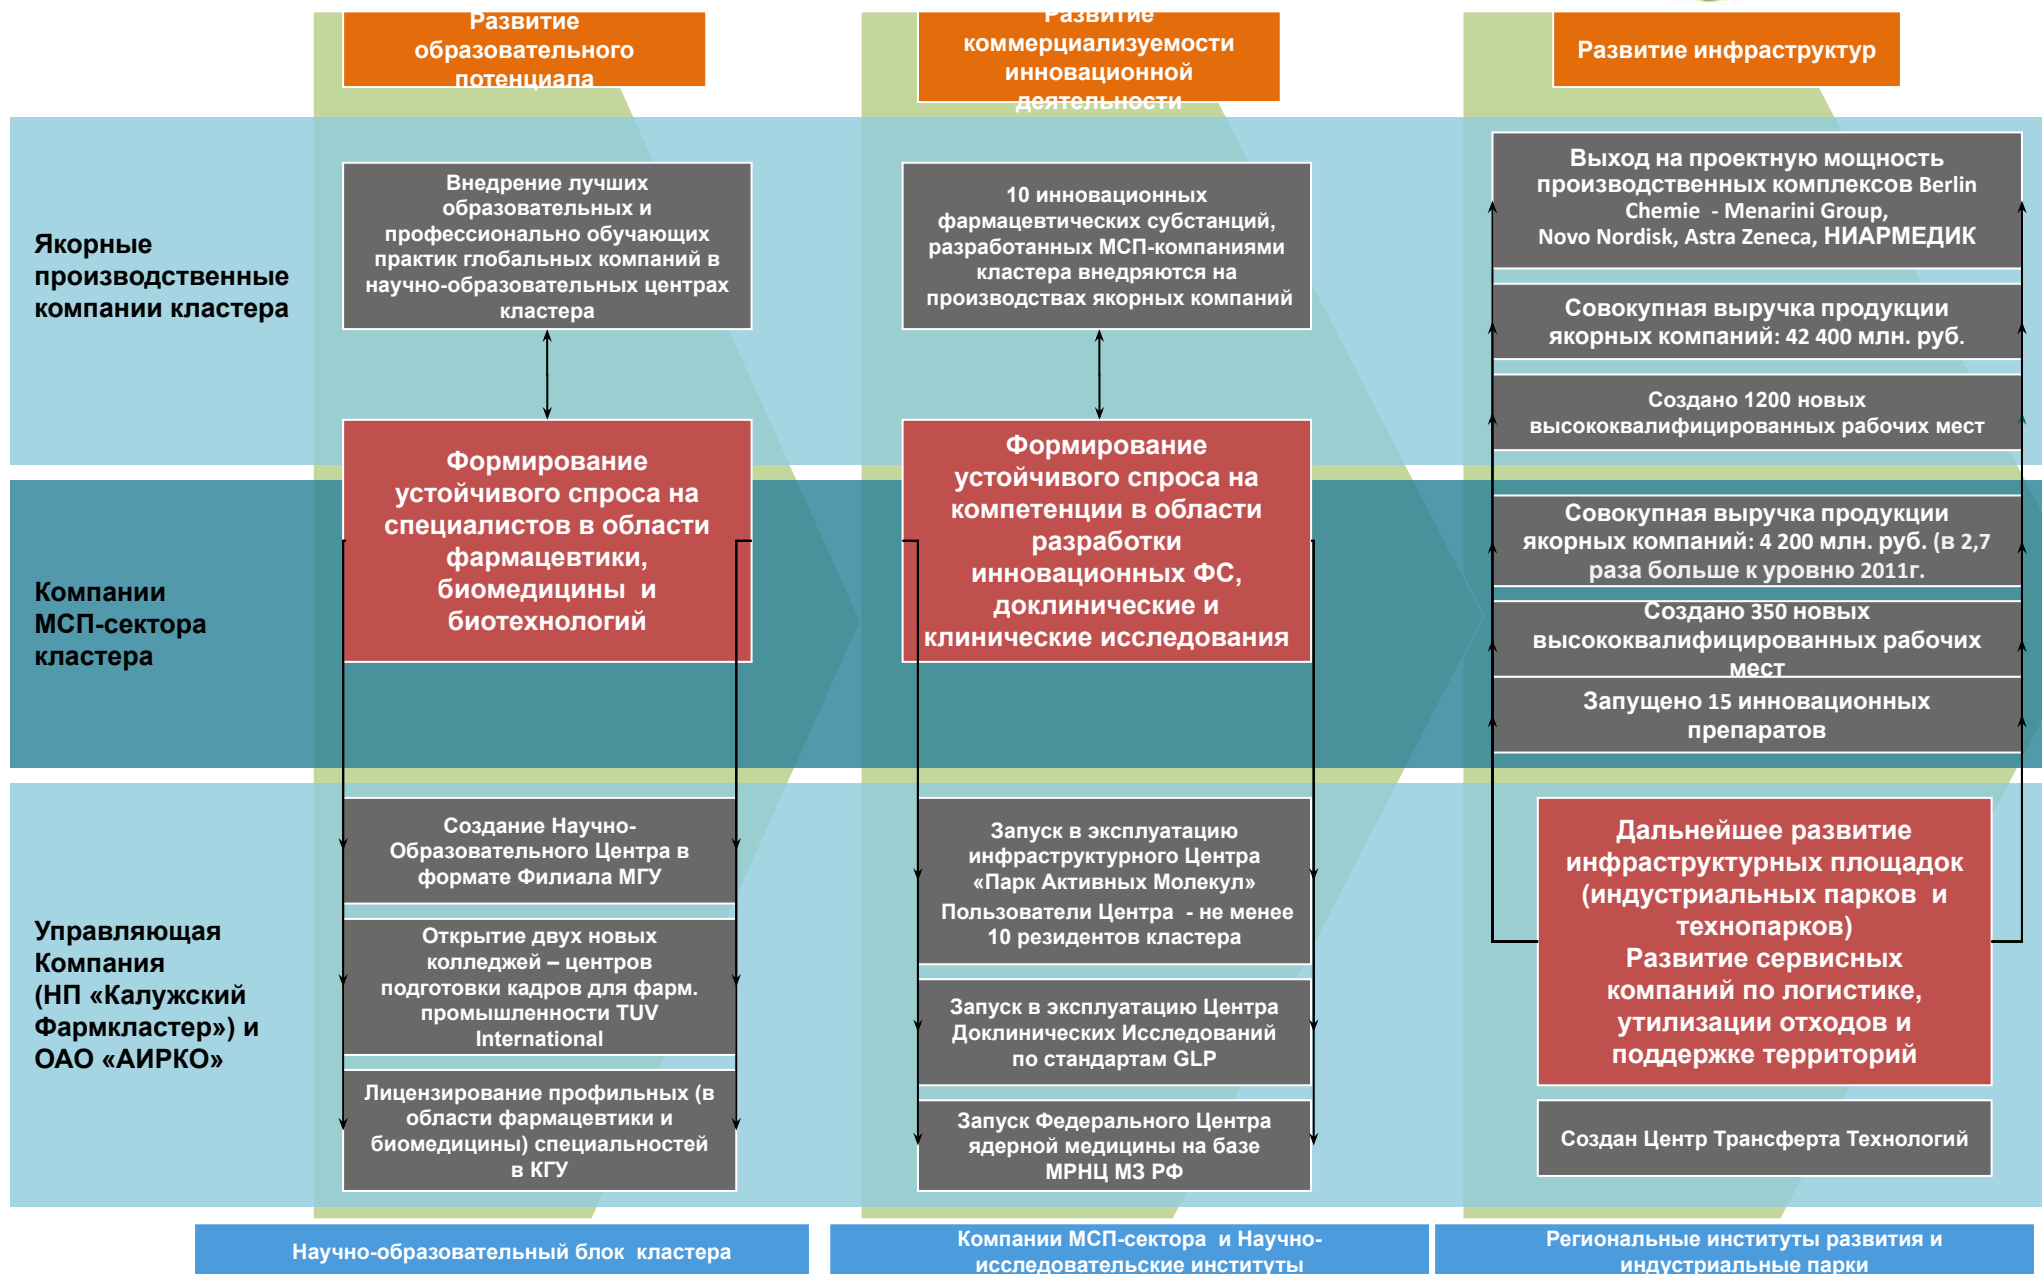 Развитие
образовательного
потенциала
Развитие
коммерциализуемости
инновационной
деятельности
Развитие инфраструктур
Якорные
производственные
компании кластера
Внедрение лучших
образовательных и
профессионально обучающих
практик глобальных компаний в
научно-образовательных центрах
кластера
10 инновационных
фармацевтических субстанций,
разработанных МСП-компаниями
кластера внедряются на
производствах якорных компаний
Выход на проектную мощность
производственных комплексов Berlin
Chemie - Menarini Group,
Novo Nordisk, Astra Zeneca, НИАРМЕДИК
Совокупная выручка продукции
якорных компаний: 42 400 млн. руб.
Создано 1200 новых
высококвалифицированных рабочих мест
Компании
МСП-сектора
кластера
Формирование
устойчивого спроса на
специалистов в области
фармацевтики,
биомедицины и
биотехнологий
Формирование
устойчивого спроса на
компетенции в области
разработки
инновационных ФС,
доклинические и
клинические исследования
Совокупная выручка продукции
якорных компаний: 4 200 млн. руб. (в 2,7
раза больше к уровню 2011г.
Создано 350 новых
высококвалифицированных рабочих
мест
Запущено 15 инновационных
препаратов
Управляющая
Компания
(НП «Калужский
Фармкластер») и
ОАО «АИРКО»
Создание Научно-
Образовательного Центра в
формате Филиала МГУ
Открытие двух новых
колледжей – центров
подготовки кадров для фарм.
промышленности TUV
International
Лицензирование профильных (в
области фармацевтики и
биомедицины) специальностей
в КГУ
Запуск в эксплуатацию
инфраструктурного Центра
«Парк Активных Молекул»
Пользователи Центра - не менее
10 резидентов кластера
Запуск в эксплуатацию Центра
Доклинических Исследований
по стандартам GLP
Запуск Федерального Центра
ядерной медицины на базе
МРНЦ МЗ РФ
Дальнейшее развитие
инфраструктурных площадок
(индустриальных парков и
технопарков)
Развитие сервисных
компаний по логистике,
утилизации отходов и
поддержке территорий
Создан Центр Трансферта Технологий
Научно-образовательный блок кластера
Компании МСП-сектора и Научно-
исследовательские институты
Региональные институты развития и
индустриальные парки